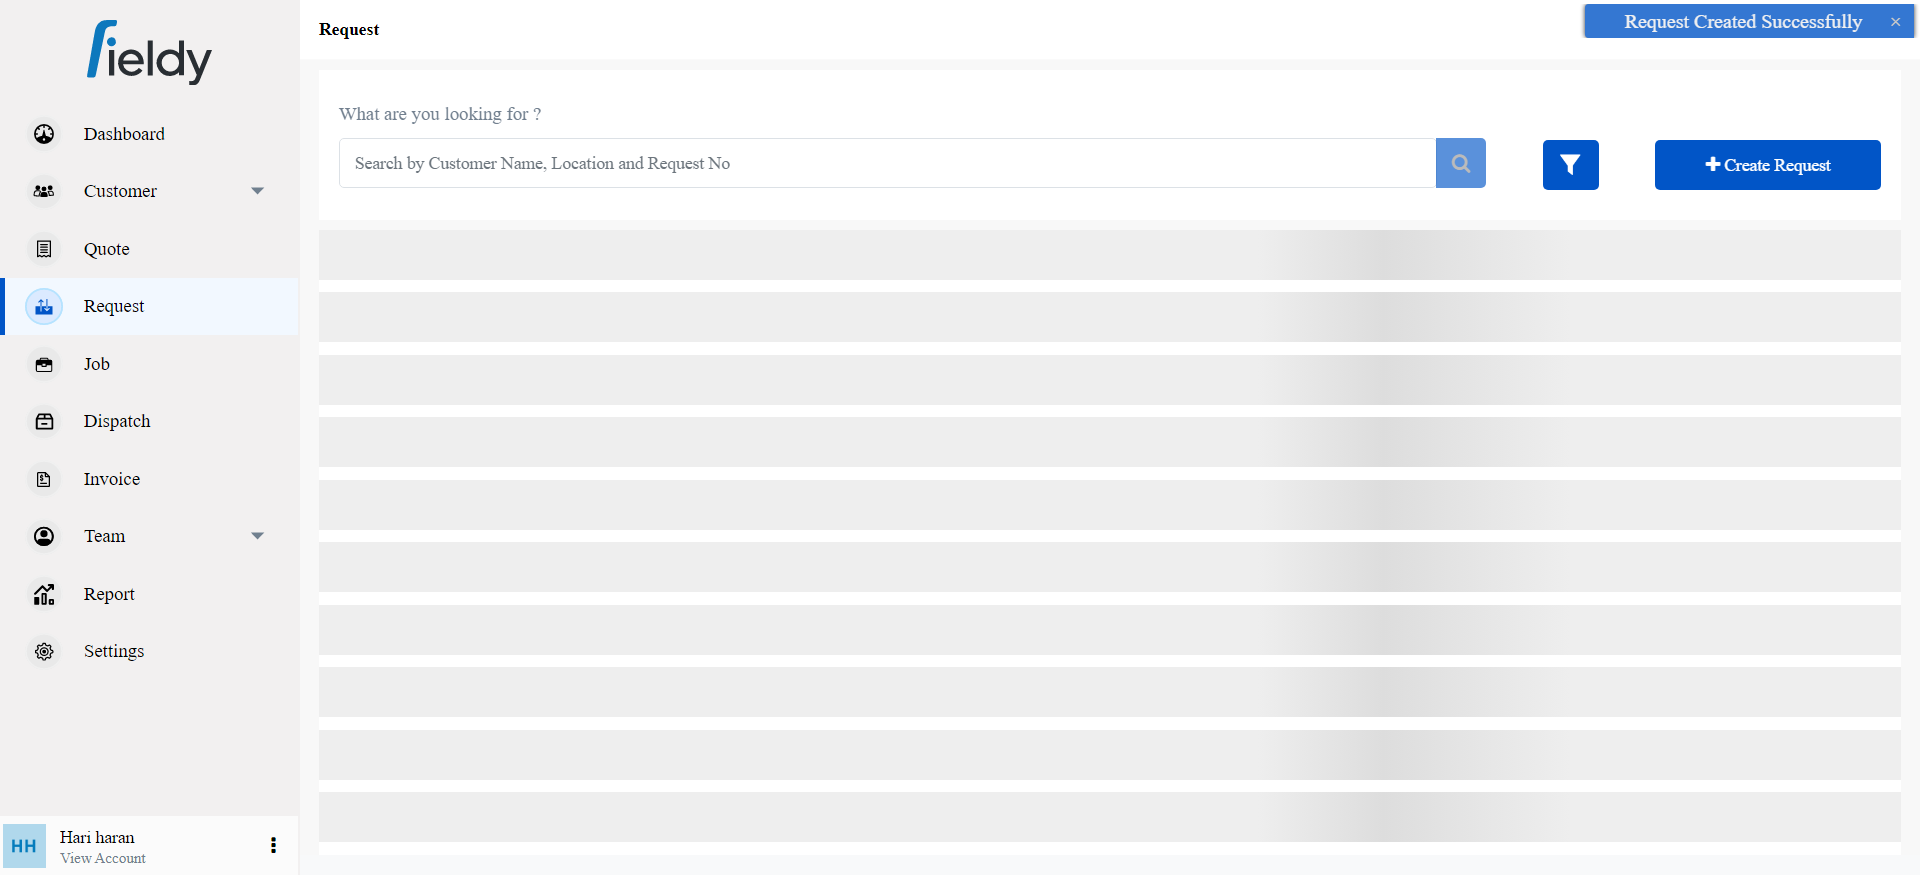 fieldy
Dashboard
Customer
Quote
Request
Job
Dispatch
Invoice
Team
Report
Settings
HH
Hari haran
View Account
Request
Request Created Successfully ×
What are you looking for ?
Search by Customer Name, Location and Request No
Create Request